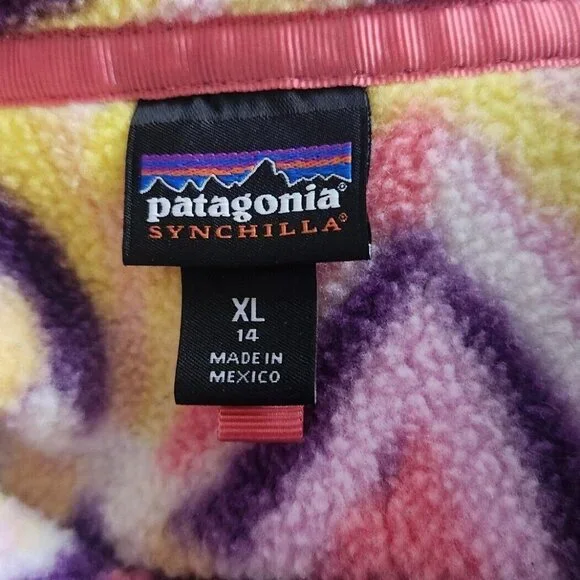 patagonia®
SYNCHILLA®
XL
14
MADE IN
MEXICO